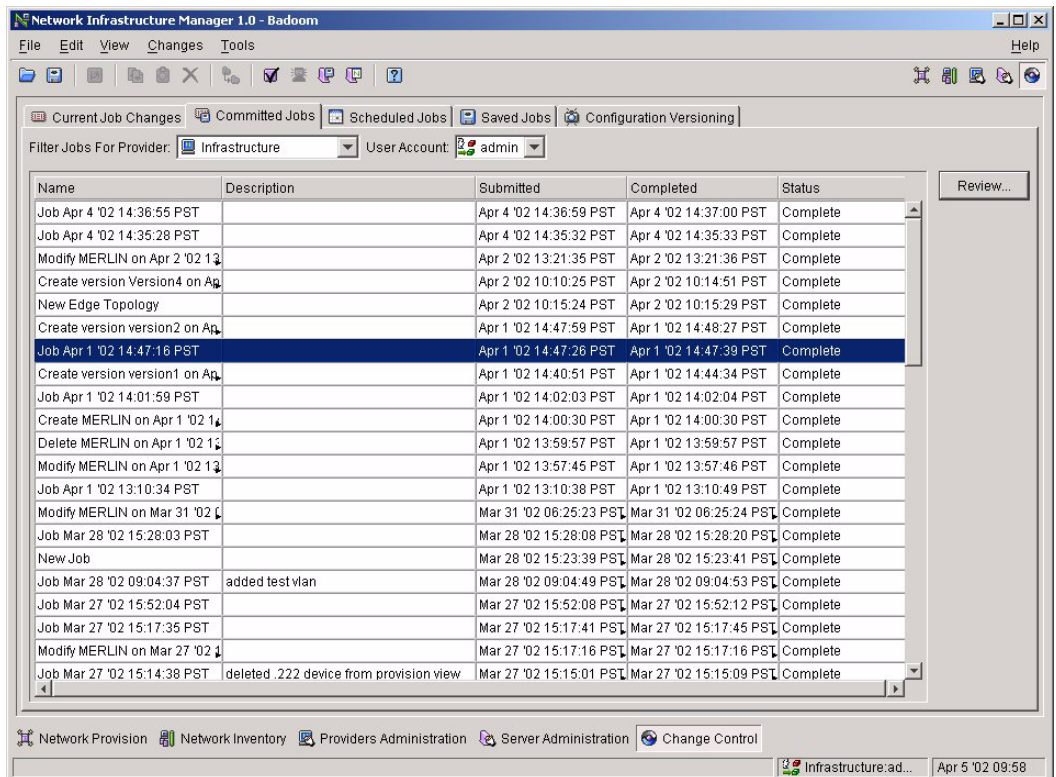 Network Infrastructure Manager 1.0 - Badoom
File Edit View Changes Tools Help
Current Job Changes Committed Jobs Scheduled Jobs Saved Jobs Configuration Versioning
Filter Jobs For Provider: Infrastructure User Account: admin
Name Description Submitted Completed Status Review...
Job Apr 4 '02 14:36:55 PST Apr 4 '02 14:36:59 PST Apr 4 '02 14:37:00 PST Complete
Job Apr 4 '02 14:35:28 PST Apr 4 '02 14:35:32 PST Apr 4 '02 14:35:33 PST Complete
Modify MERLIN on Apr 2 '02 13 Apr 2 '02 13:21:35 PST Apr 2 '02 13:21:36 PST Complete
Create version Version4 on Ap Apr 2 '02 10:10:25 PST Apr 2 '02 10:14:51 PST Complete
New Edge Topology Apr 2 '02 10:15:24 PST Apr 2 '02 10:15:29 PST Complete
Create version version2 on Ap Apr 1 '02 14:47:59 PST Apr 1 '02 14:48:27 PST Complete
Job Apr 1 '02 14:47:16 PST Apr 1 '02 14:47:26 PST Apr 1 '02 14:47:39 PST Complete
Create version version1 on Ap Apr 1 '02 14:40:51 PST Apr 1 '02 14:44:34 PST Complete
Job Apr 1 '02 14:01:59 PST Apr 1 '02 14:02:03 PST Apr 1 '02 14:02:04 PST Complete
Create MERLIN on Apr 1 '02 1 Apr 1 '02 14:00:30 PST Apr 1 '02 14:00:30 PST Complete
Delete MERLIN on Apr 1 '02 13 Apr 1 '02 13:59:57 PST Apr 1 '02 13:59:57 PST Complete
Modify MERLIN on Apr 1 '02 13 Apr 1 '02 13:57:45 PST Apr 1 '02 13:57:46 PST Complete
Job Apr 1 '02 13:10:34 PST Apr 1 '02 13:10:38 PST Apr 1 '02 13:10:49 PST Complete
Modify MERLIN on Mar 31 '02 Mar 31 '02 06:25:23 PST Mar 31 '02 06:25:24 PST Complete
Job Mar 28 '02 15:28:03 PST Mar 28 '02 15:28:08 PST Mar 28 '02 15:28:20 PST Complete
New Job Mar 28 '02 15:23:39 PST Mar 28 '02 15:23:41 PST Complete
Job Mar 28 '02 09:04:37 PST added test vlan Mar 28 '02 09:04:49 PST Mar 28 '02 09:04:53 PST Complete
Job Mar 27 '02 15:52:04 PST Mar 27 '02 15:52:08 PST Mar 27 '02 15:52:12 PST Complete
Job Mar 27 '02 15:17:35 PST Mar 27 '02 15:17:41 PST Mar 27 '02 15:17:45 PST Complete
Modify MERLIN on Mar 27 '02 1 Mar 27 '02 15:17:16 PST Mar 27 '02 15:17:16 PST Complete
Job Mar 27 '02 15:14:38 PST deleted .222 device from provision view Mar 27 '02 15:15:01 PST Mar 27 '02 15:15:09 PST Complete
Network Provision Network Inventory Providers Administration Server Administration Change Control
Infrastructure:ad... Apr 5 '02 09:58